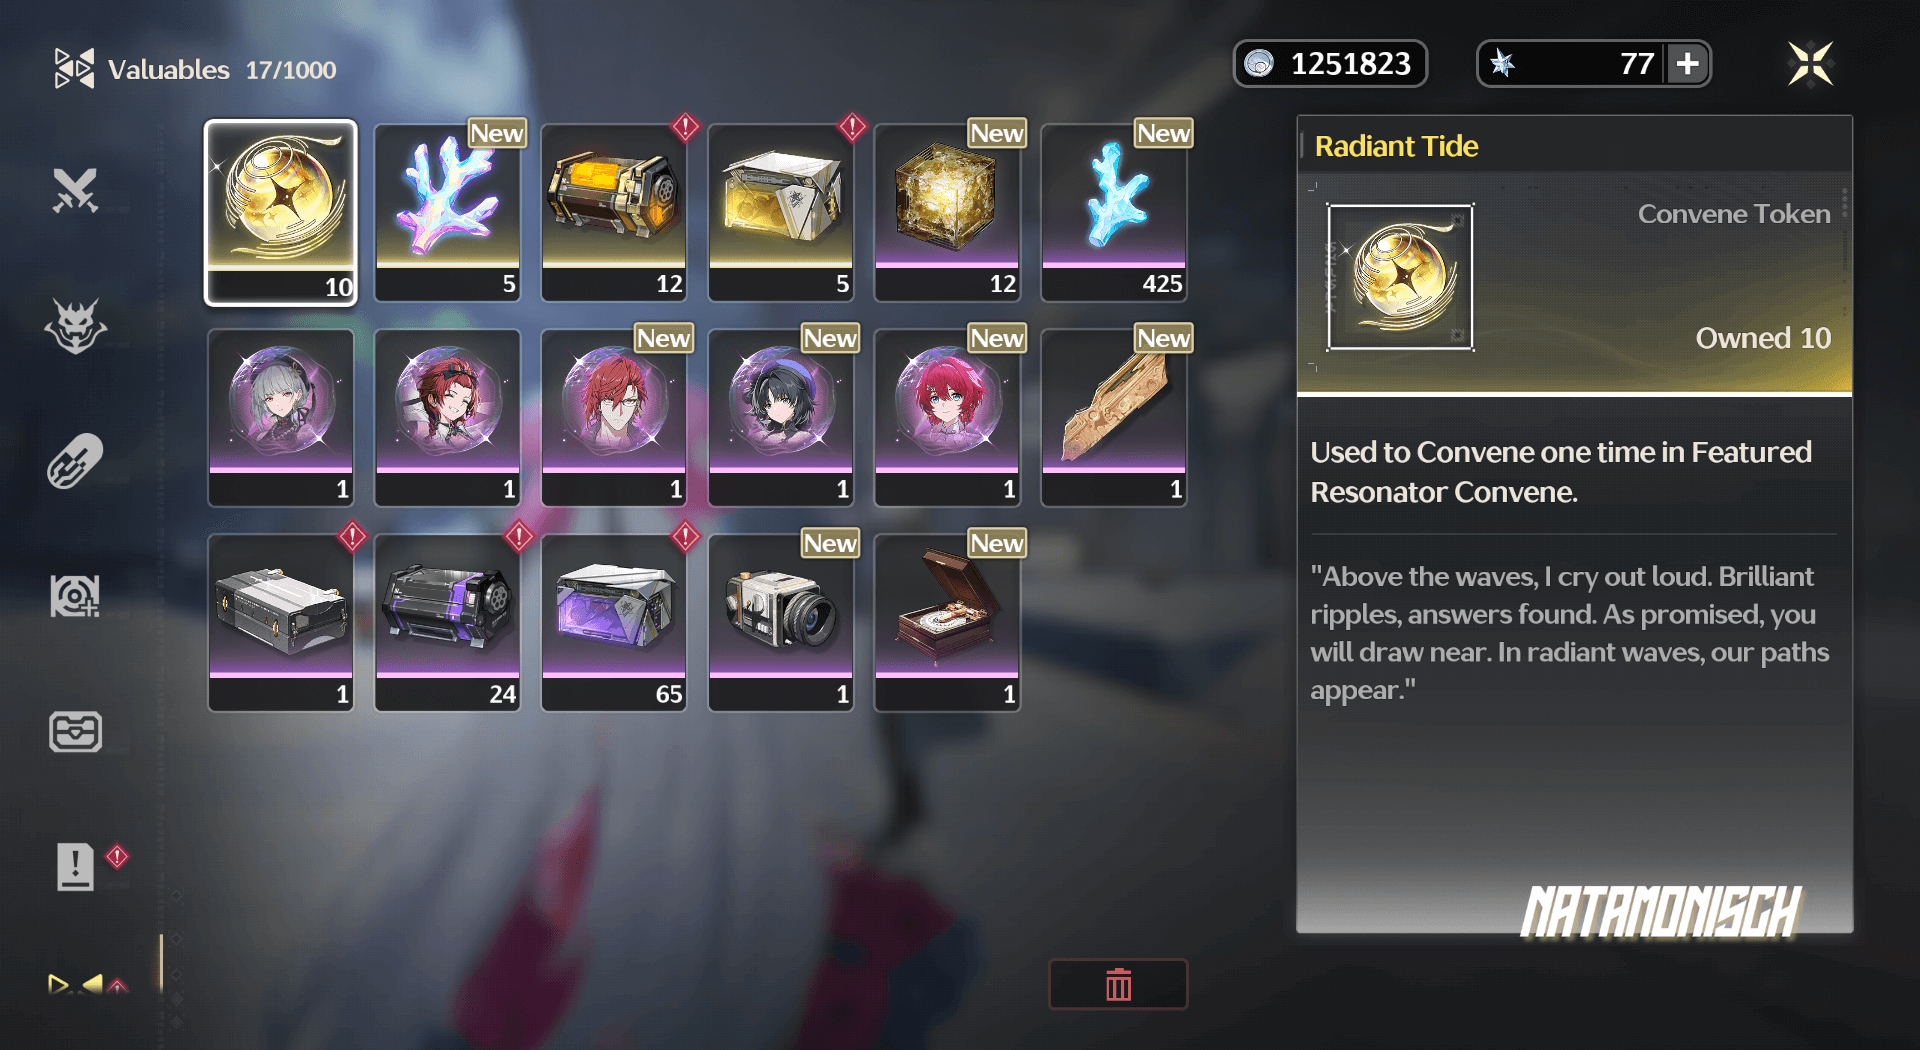 Valuables 17/1000
1251823
77
New
New
New
10
5
12
5
12
425
New
New
New
New
1
1
1
1
1
1
New
New
1
24
65
1
1
Radiant Tide
Convene Token
Owned 10
Used to Convene one time in Featured
Resonator Convene.
"Above the waves, I cry out loud. Brilliant
ripples, answers found. As promised, you
will draw near. In radiant waves, our paths
appear."
NATAMONISCH